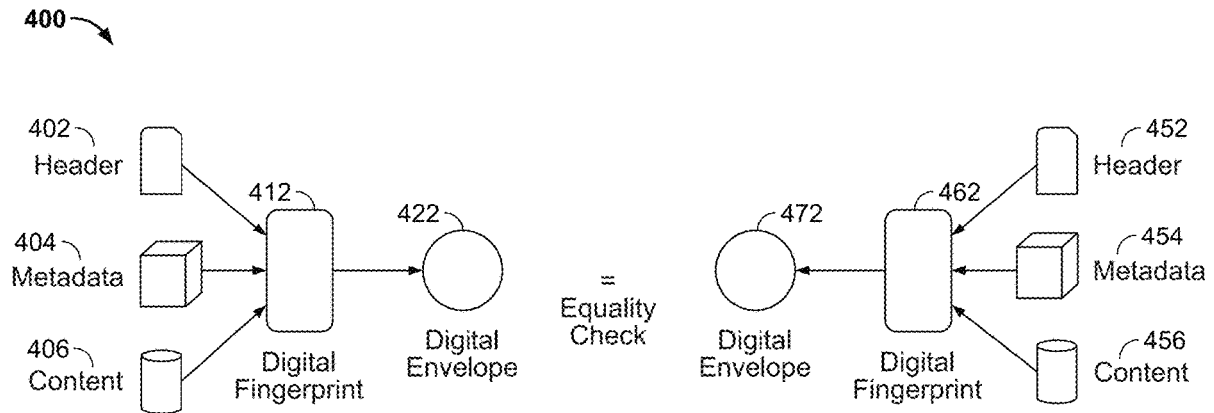 400
402
Header
404
Metadata
406
Content
412
Digital
Fingerprint
422
Digital
Envelope
=
Equality
Check
472
Digital
Envelope
462
Digital
Fingerprint
452
Header
454
Metadata
456
Content